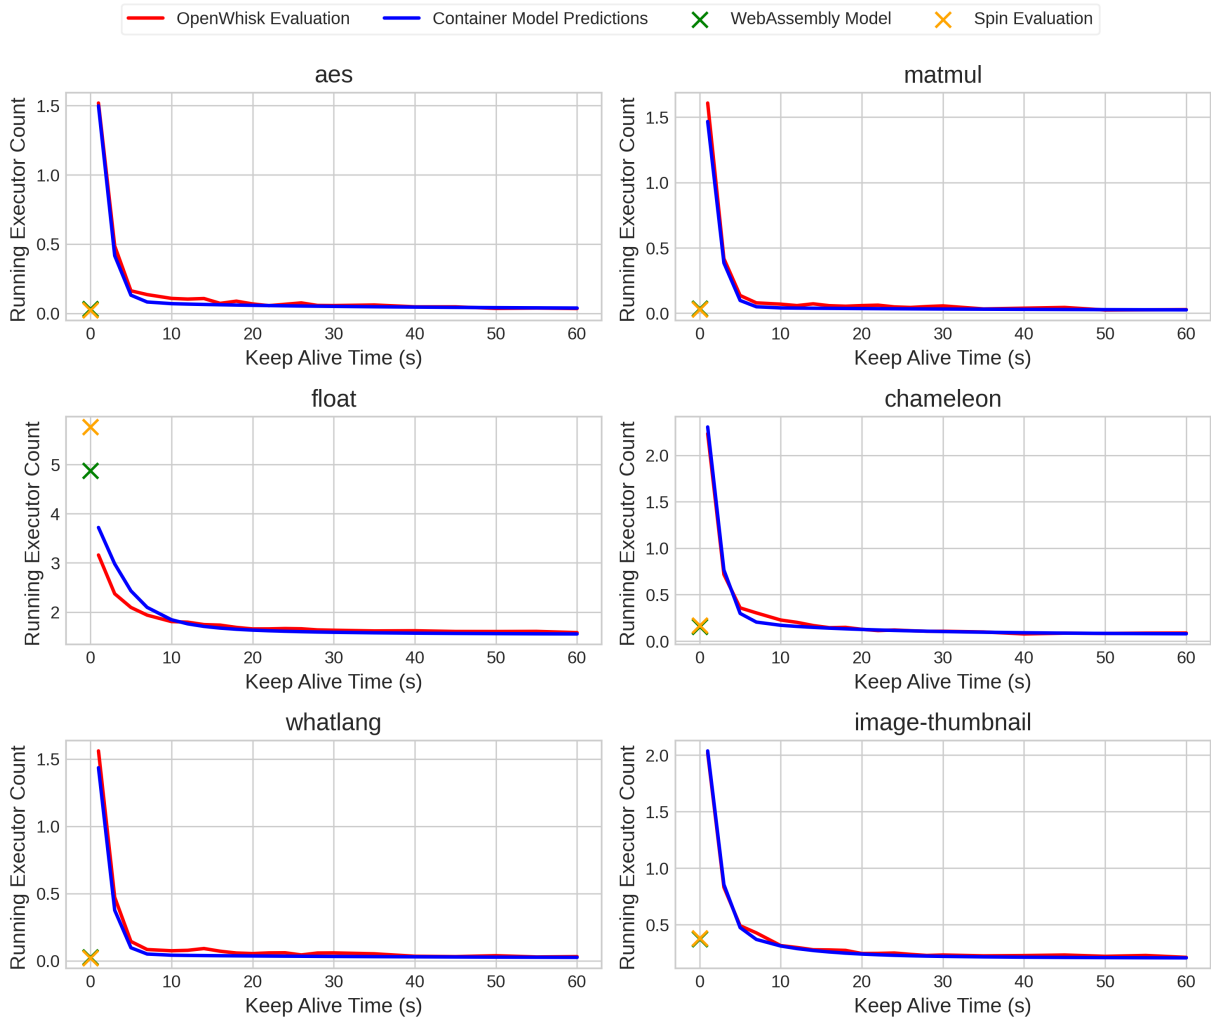 OpenWhisk Evaluation Container Model Predictions WebAssembly Model Spin Evaluation
aes
Running Executor Count
1.5
1.0
0.5
0.0
0 10 20 30 40 50 60
Keep Alive Time (s)
matmul
Running Executor Count
1.5
1.0
0.5
0.0
0 10 20 30 40 50 60
Keep Alive Time (s)
float
Running Executor Count
5
4
3
2
0 10 20 30 40 50 60
Keep Alive Time (s)
chameleon
Running Executor Count
2.0
1.5
1.0
0.5
0.0
0 10 20 30 40 50 60
Keep Alive Time (s)
whatlang
Running Executor Count
1.5
1.0
0.5
0.0
0 10 20 30 40 50 60
Keep Alive Time (s)
image-thumbnail
Running Executor Count
2.0
1.5
1.0
0.5
0 10 20 30 40 50 60
Keep Alive Time (s)